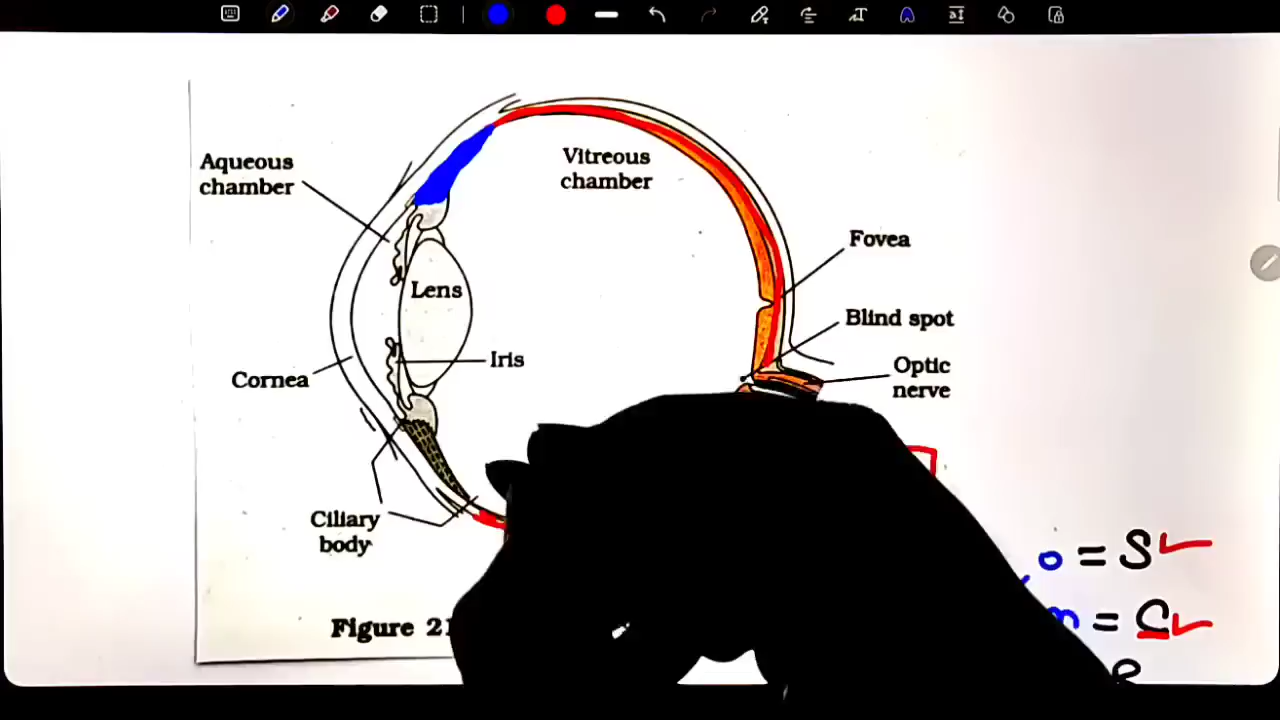 Aqueous
chamber
Vitreous
chamber
Fovea
Lens
Blind spot
Iris
Optic
nerve
Cornea
Ciliary
body
Figure 21
o = S
= C